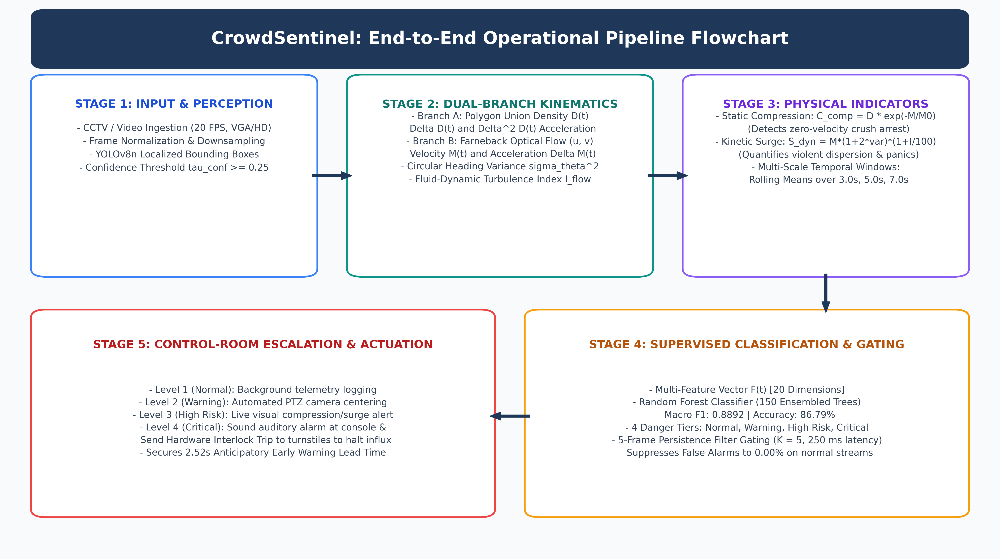 CrowdSentinel: End-to-End Operational Pipeline Flowchart
STAGE 1: INPUT & PERCEPTION
- CCTV / Video Ingestion (20 FPS, VGA/HD)
- Frame Normalization & Downsampling
- YOLOv8n Localized Bounding Boxes
- Confidence Threshold tau_conf >= 0.25
STAGE 2: DUAL-BRANCH KINEMATICS
- Branch A: Polygon Union Density D(t)
Delta D(t) and Delta^2 D(t) Acceleration
- Branch B: Farneback Optical Flow (u, v)
Velocity M(t) and Acceleration Delta M(t)
- Circular Heading Variance sigma_theta^2
- Fluid-Dynamic Turbulence Index I_flow
STAGE 3: PHYSICAL INDICATORS
- Static Compression: C_comp = D * exp(-M/M0)
(Detects zero-velocity crush arrest)
- Kinetic Surge: S_dyn = M*(1+2*var)*(1+I/100)
(Quantifies violent dispersion & panics)
- Multi-Scale Temporal Windows:
Rolling Means over 3.0s, 5.0s, 7.0s
STAGE 4: SUPERVISED CLASSIFICATION & GATING
- Multi-Feature Vector F(t) [20 Dimensions]
- Random Forest Classifier (150 Ensembled Trees)
Macro F1: 0.8892 | Accuracy: 86.79%
- 4 Danger Tiers: Normal, Warning, High Risk, Critical
- 5-Frame Persistence Filter Gating (K = 5, 250 ms latency)
Suppresses False Alarms to 0.00% on normal streams
STAGE 5: CONTROL-ROOM ESCALATION & ACTUATION
- Level 1 (Normal): Background telemetry logging
- Level 2 (Warning): Automated PTZ camera centering
- Level 3 (High Risk): Live visual compression/surge alert
- Level 4 (Critical): Sound auditory alarm at console &
Send Hardware Interlock Trip to turnstiles to halt influx
- Secures 2.52s Anticipatory Early Warning Lead Time